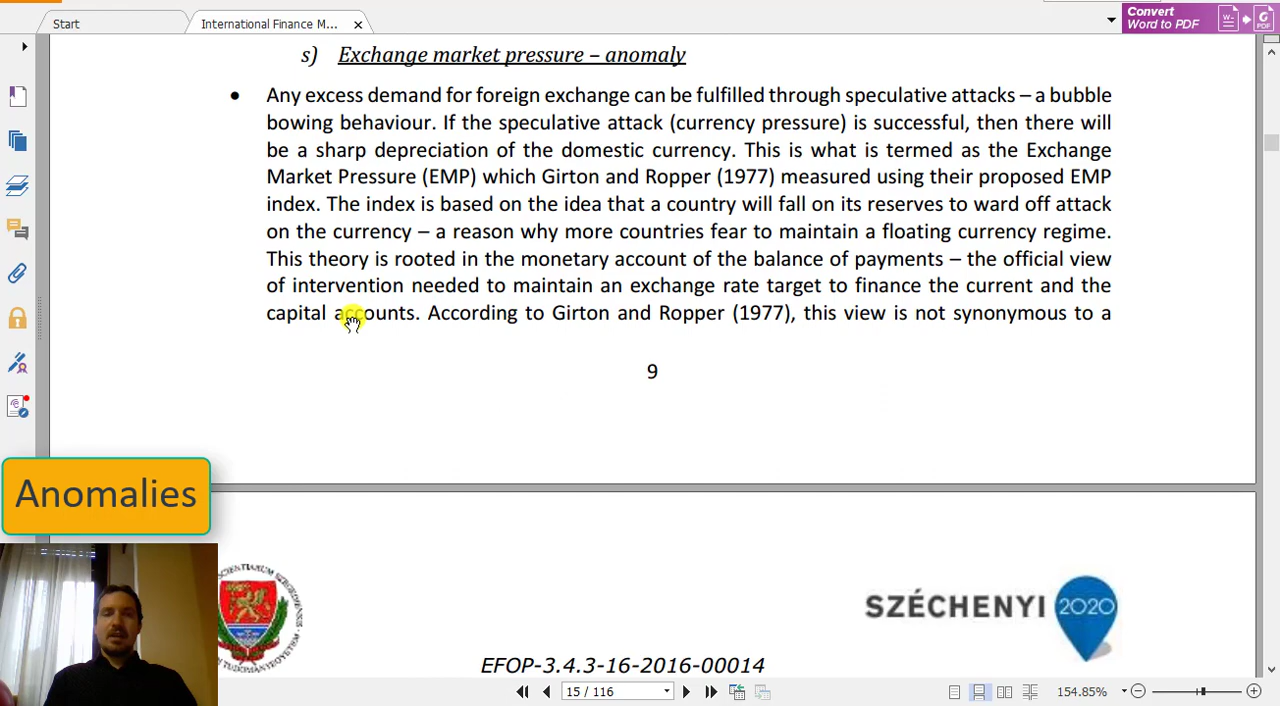 Start
International Finance M...
Convert
Word to PDF
s) Exchange market pressure – anomaly
• Any excess demand for foreign exchange can be fulfilled through speculative attacks – a bubble
bowing behaviour. If the speculative attack (currency pressure) is successful, then there will
be a sharp depreciation of the domestic currency. This is what is termed as the Exchange
Market Pressure (EMP) which Girton and Ropper (1977) measured using their proposed EMP
index. The index is based on the idea that a country will fall on its reserves to ward off attack
on the currency – a reason why more countries fear to maintain a floating currency regime.
This theory is rooted in the monetary account of the balance of payments – the official view
of intervention needed to maintain an exchange rate target to finance the current and the
capital accounts. According to Girton and Ropper (1977), this view is not synonymous to a
9
Anomalies
SZÉCHENYI 2020
EFOP-3.4.3-16-2016-00014
15 / 116
154.85%